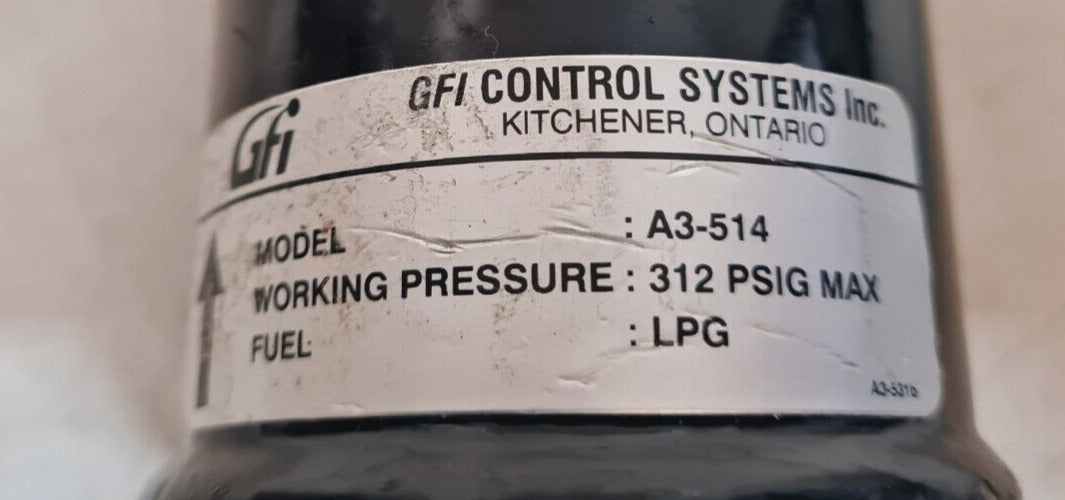 Gfi
GFI CONTROL SYSTEMS Inc.
KITCHENER, ONTARIO
MODEL : A3-514
WORKING PRESSURE : 312 PSIG MAX
FUEL : LPG